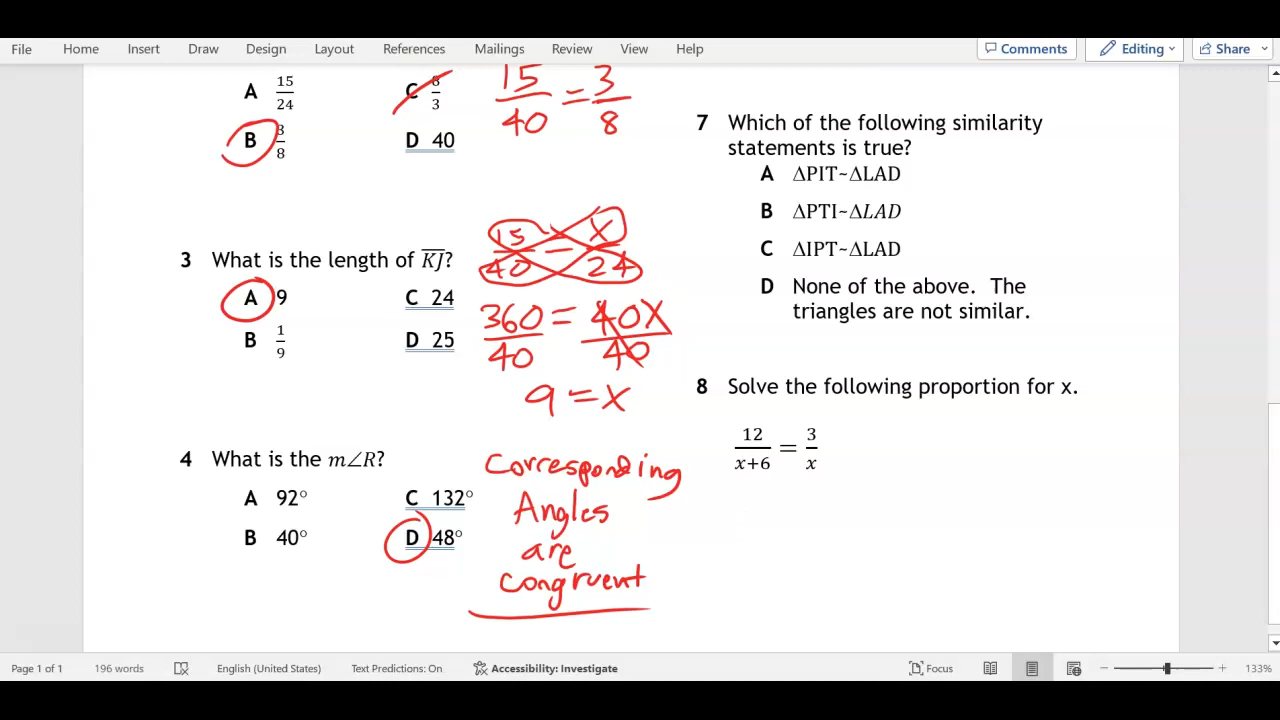 File Home Insert Draw Design Layout References Mailings Review View Help Comments Editing Share
A 15/24 C 8/3
B 3/8 D 40
15/40 = 3/8
3 What is the length of KJ?
A 9 C 24
B 1/9 D 25
15/40 = x/24
360/40 = 40x/40
9 = x
4 What is the m∠R?
A 92° C 132°
B 40° D 48°
Corresponding
Angles
are
congruent
7 Which of the following similarity
statements is true?
A ΔPIT~ΔLAD
B ΔPTI~ΔLAD
C ΔIPT~ΔLAD
D None of the above. The
triangles are not similar.
8 Solve the following proportion for x.
12/x+6 = 3/x
Page 1 of 1 196 words English (United States) Text Predictions: On Accessibility: Investigate Focus 133%